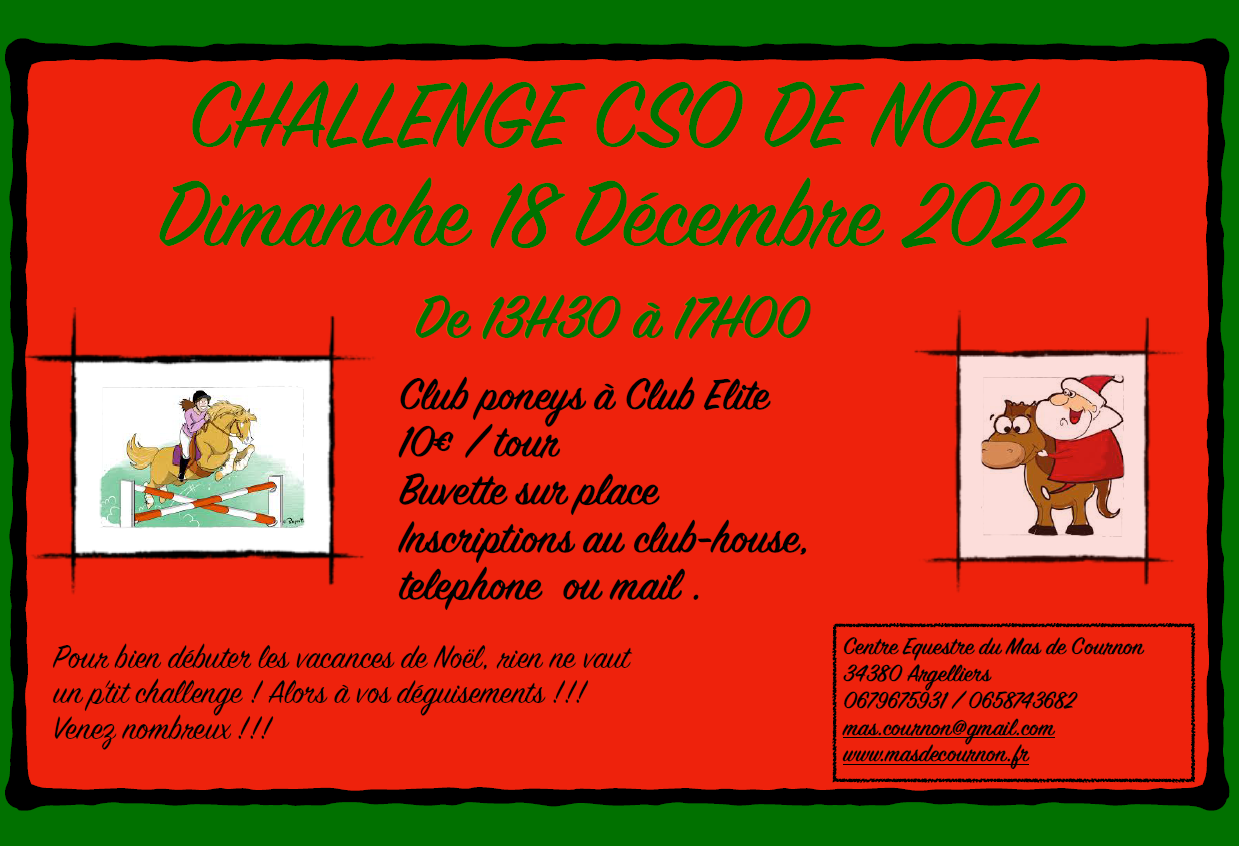 CHALLENGE CSO DE NOEL
Dimanche 18 Décembre 2022
De 13H30 à 17H00
Club poneys à Club Elite
10€ / tour
Buvette sur place
Inscriptions au club-house,
telephone ou mail .
Pour bien débuter les vacances de Noël, rien ne vaut
un p'tit challenge ! Alors à vos déguisements !!!
Venez nombreux !!!
Centre Equestre du Mas de Cournon
34380 Argelliers
0679675931 / 0658743682
mas.cournon@gmail.com
www.masdecournon.fr